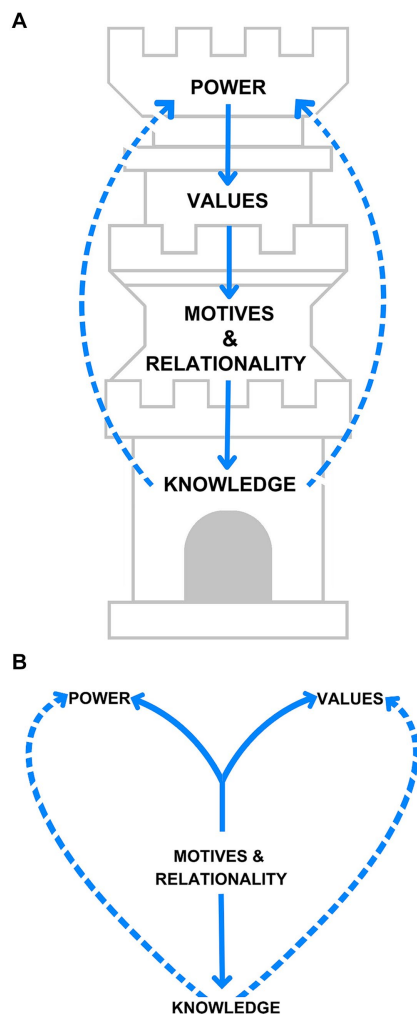 A
POWER
VALUES
MOTIVES
&
RELATIONALITY
KNOWLEDGE
B
POWER VALUES
MOTIVES &
RELATIONALITY
KNOWLEDGE